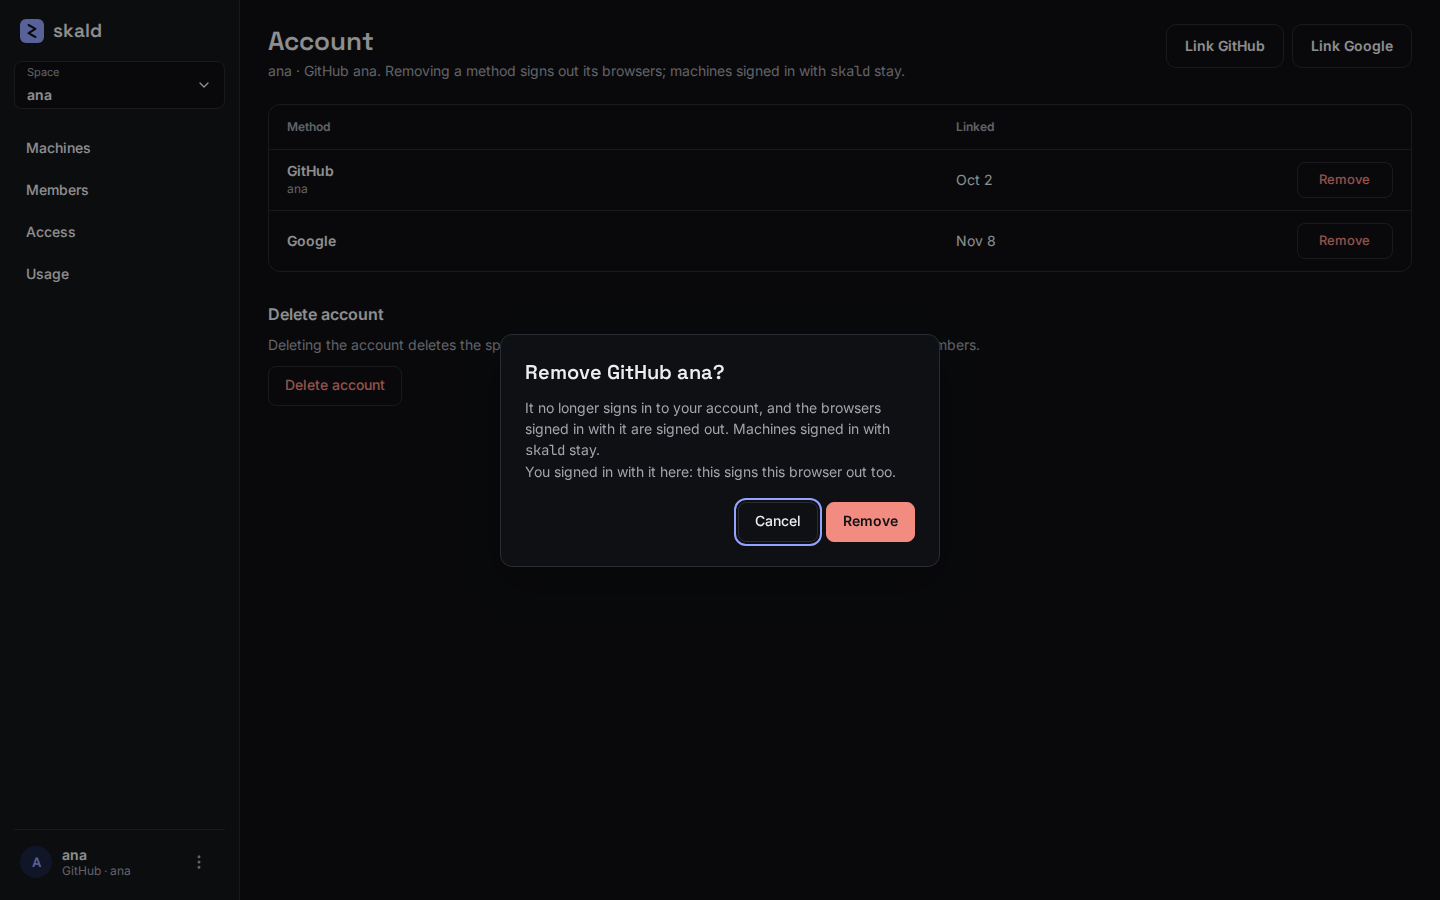 skald
Space
ana
Machines
Members
Access
Usage
ana
A
GitHub · ana
Account
ana · GitHub ana. Removing a method signs out its browsers; machines signed in with skald stay.
Link GitHub
Link Google
Method
Linked
GitHub
ana
Oct 2
Remove
Google
Nov 8
Remove
Delete account
Deleting the account deletes the
Delete account
Remove GitHub ana?
It no longer signs in to your account, and the browsers
signed in with it are signed out. Machines signed in with
skald stay.
You signed in with it here: this signs this browser out too.
Cancel
Remove